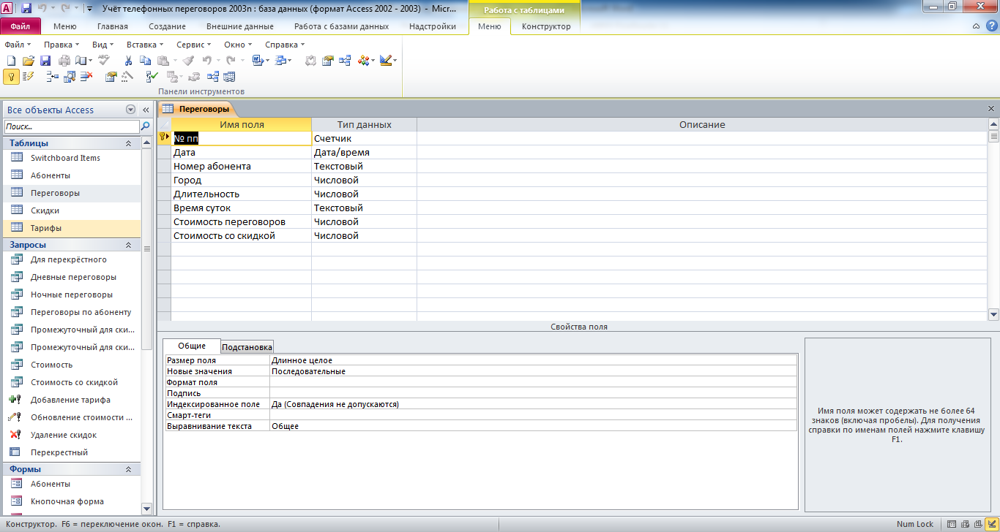 Учёт телефонных переговоров 2003п : база данных (формат Access 2002 - 2003) - Micr...
Работа с таблицами
Файл Меню Главная Создание Внешние данные Работа с базами данных Надстройки Меню Конструктор
Файл Правка Вид Вставка Сервис Окно Справка
Панели инструментов
Все объекты Access
Поиск...
Таблицы
Switchboard Items
Абоненты
Переговоры
Скидки
Тарифы
Запросы
Для перекрёстного
Дневные переговоры
Ночные переговоры
Переговоры по абоненту
Промежуточный для ски...
Промежуточный для ски...
Стоимость
Стоимость со скидкой
Добавление тарифа
Обновление стоимости ...
Удаление скидок
Перекрестный
Формы
Абоненты
Кнопочная форма
Переговоры
Имя поля Тип данных Описание
№ пп Счетчик
Дата Дата/время
Номер абонента Текстовый
Город Числовой
Длительность Числовой
Время суток Текстовый
Стоимость переговоров Числовой
Стоимость со скидкой Числовой
Свойства поля
Общие Подстановка
Размер поля Длинное целое
Новые значения Последовательные
Формат поля
Подпись
Индексированное поле Да (Совпадения не допускаются)
Смарт-теги
Выравнивание текста Общее
Имя поля может содержать не более 64
знаков (включая пробелы). Для получения
справки по именам полей нажмите клавишу
F1.
Конструктор. F6 = переключение окон. F1 = справка.
Num Lock